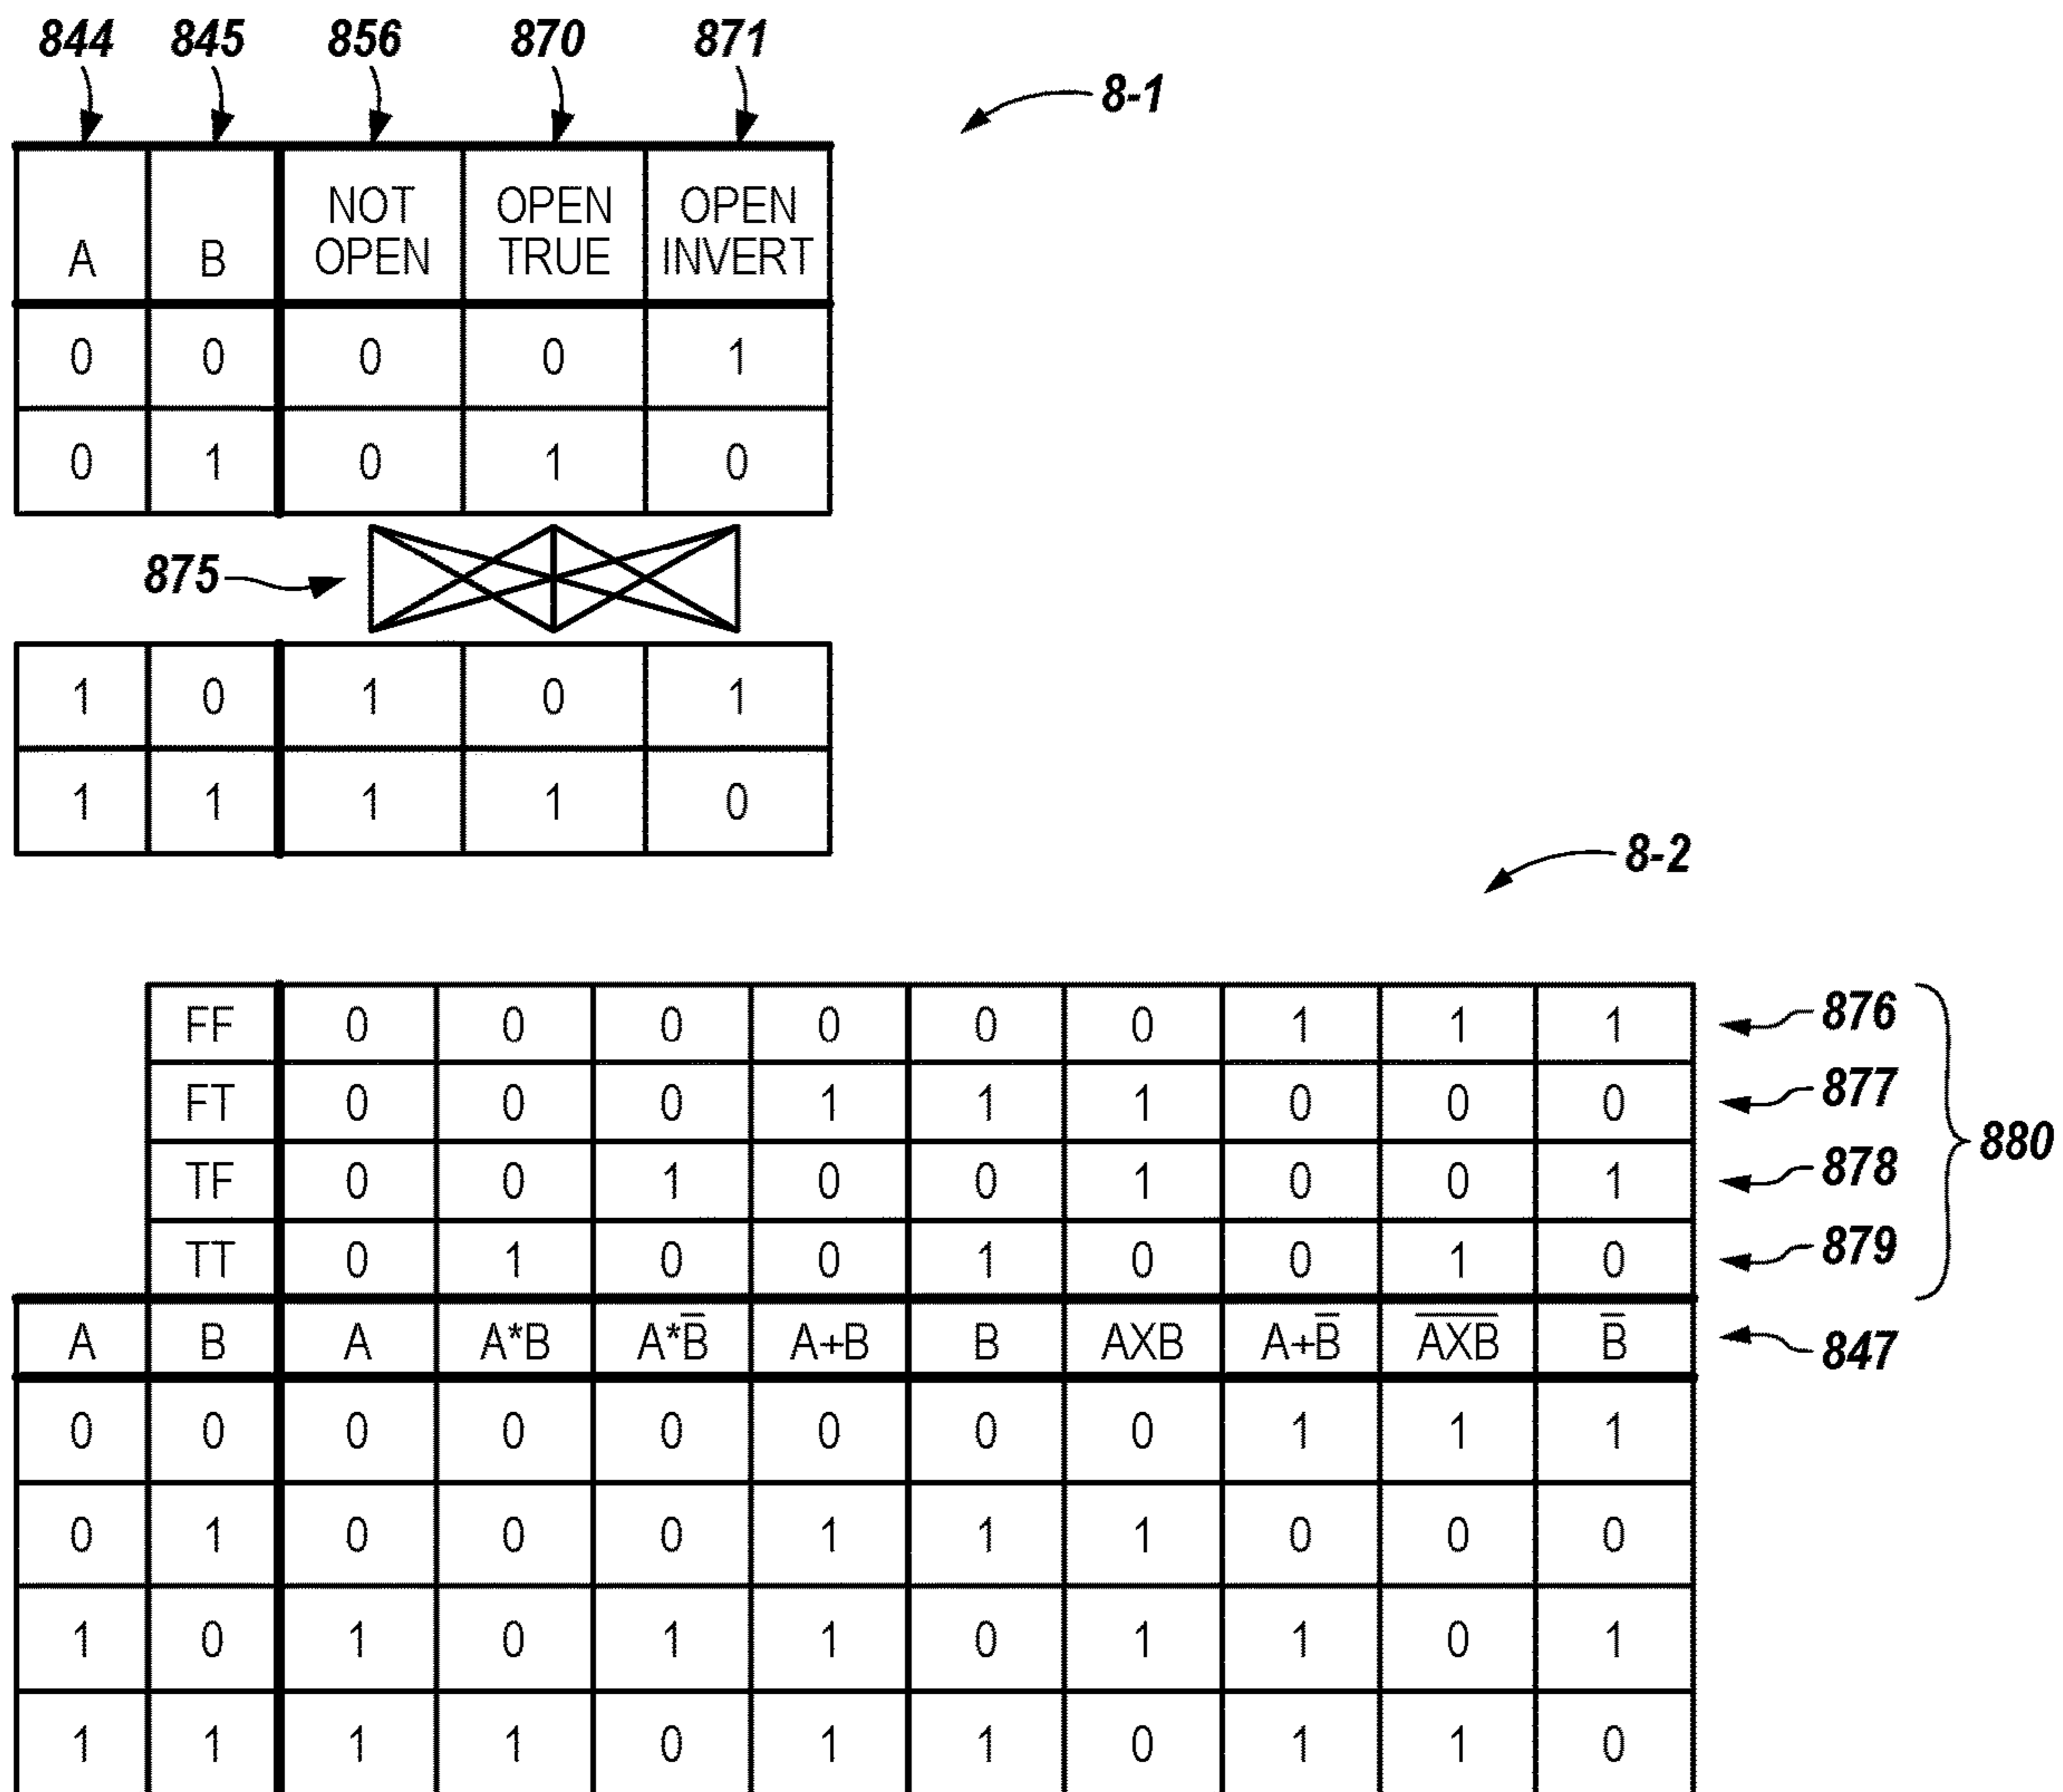 844 845 856 870 871
8-1
A B NOT OPEN OPEN TRUE OPEN INVERT
0 0 0 0 1
0 1 0 1 0
875
1 0 1 0 1
1 1 1 1 0
8-2
FF 0 0 0 0 0 0 1 1 1 876
FT 0 0 0 1 1 1 0 0 0 877
880
TF 0 0 1 0 0 1 0 0 1 878
TT 0 1 0 0 1 0 0 1 0 879
A B A A*B A*B̅ A+B B AXB A+B̅ A̅X̅B̅ B̅ 847
0 0 0 0 0 0 0 0 1 1 1
0 1 0 0 0 1 1 1 0 0 0
1 0 1 0 1 1 0 1 1 0 1
1 1 1 1 0 1 1 0 1 1 0